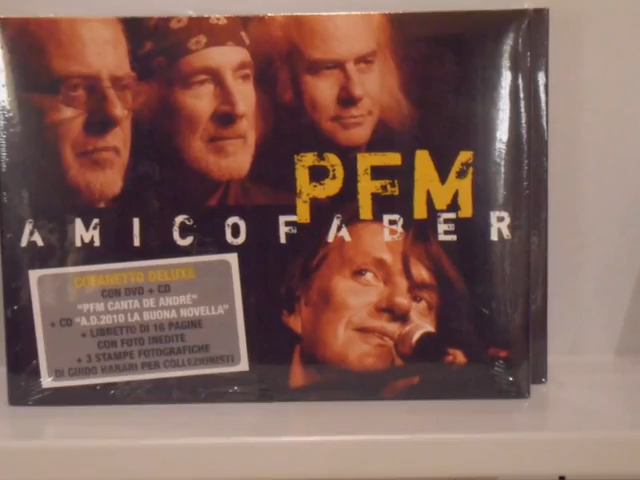 PFM
AMICOFABER
COFANETTO DELUXE
CON DVD + CD
"PFM CANTA DE ANDRÉ"
+ CD "A.D.2010 LA BUONA NOVELLA"
+ LIBRETTO DI 16 PAGINE
CON FOTO INEDITE
+ 3 STAMPE FOTOGRAFICHE
DI GUIDO HARARI PER COLLEZIONISTI